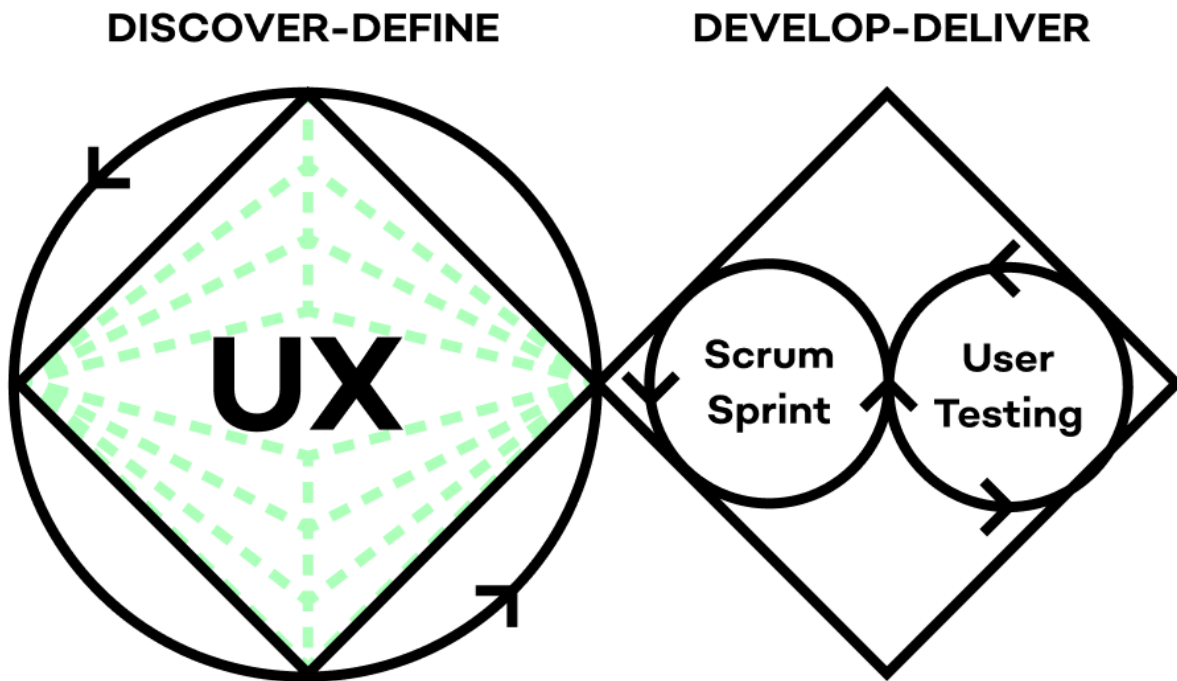 DISCOVER-DEFINE
DEVELOP-DELIVER
UX
Scrum
Sprint
User
Testing